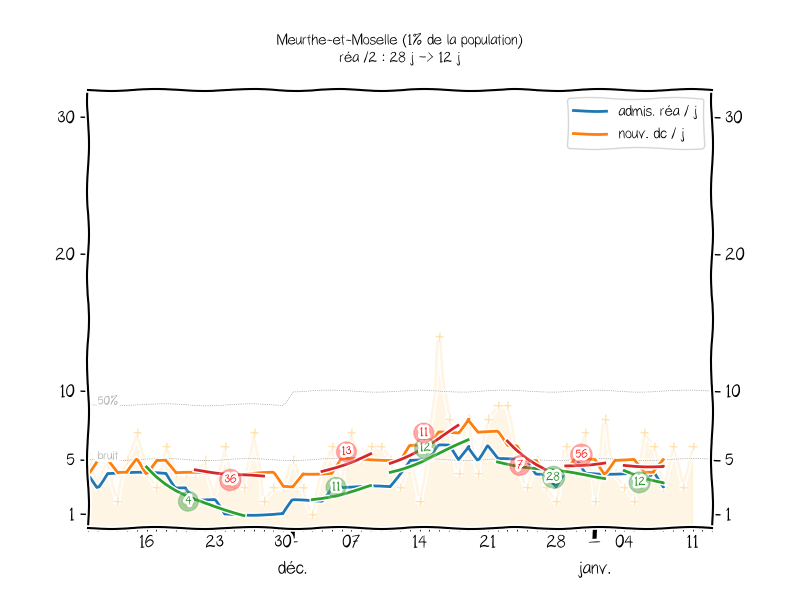 Meurthe-et-Moselle (1% de la population)
réa /2 : 28 j -> 12 j
admis. réa / j
nouv. dc / j
30 30
20 20
10 10
50%
bruit
5 5
1 1
4 36 11 13 11 12 7 28 56 12
16 23 30 07 14 21 28 04 11
déc. janv.